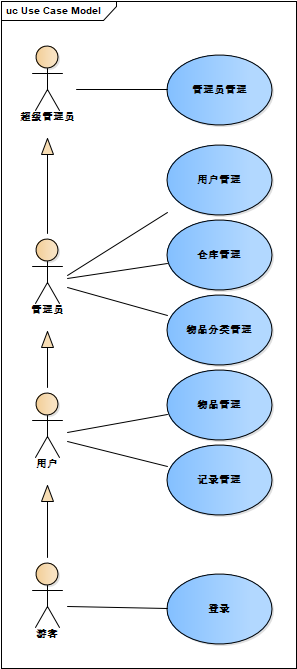 uc Use Case Model
超级管理员
管理员管理
用户管理
管理员
仓库管理
物品分类管理
用户
物品管理
记录管理
游客
登录